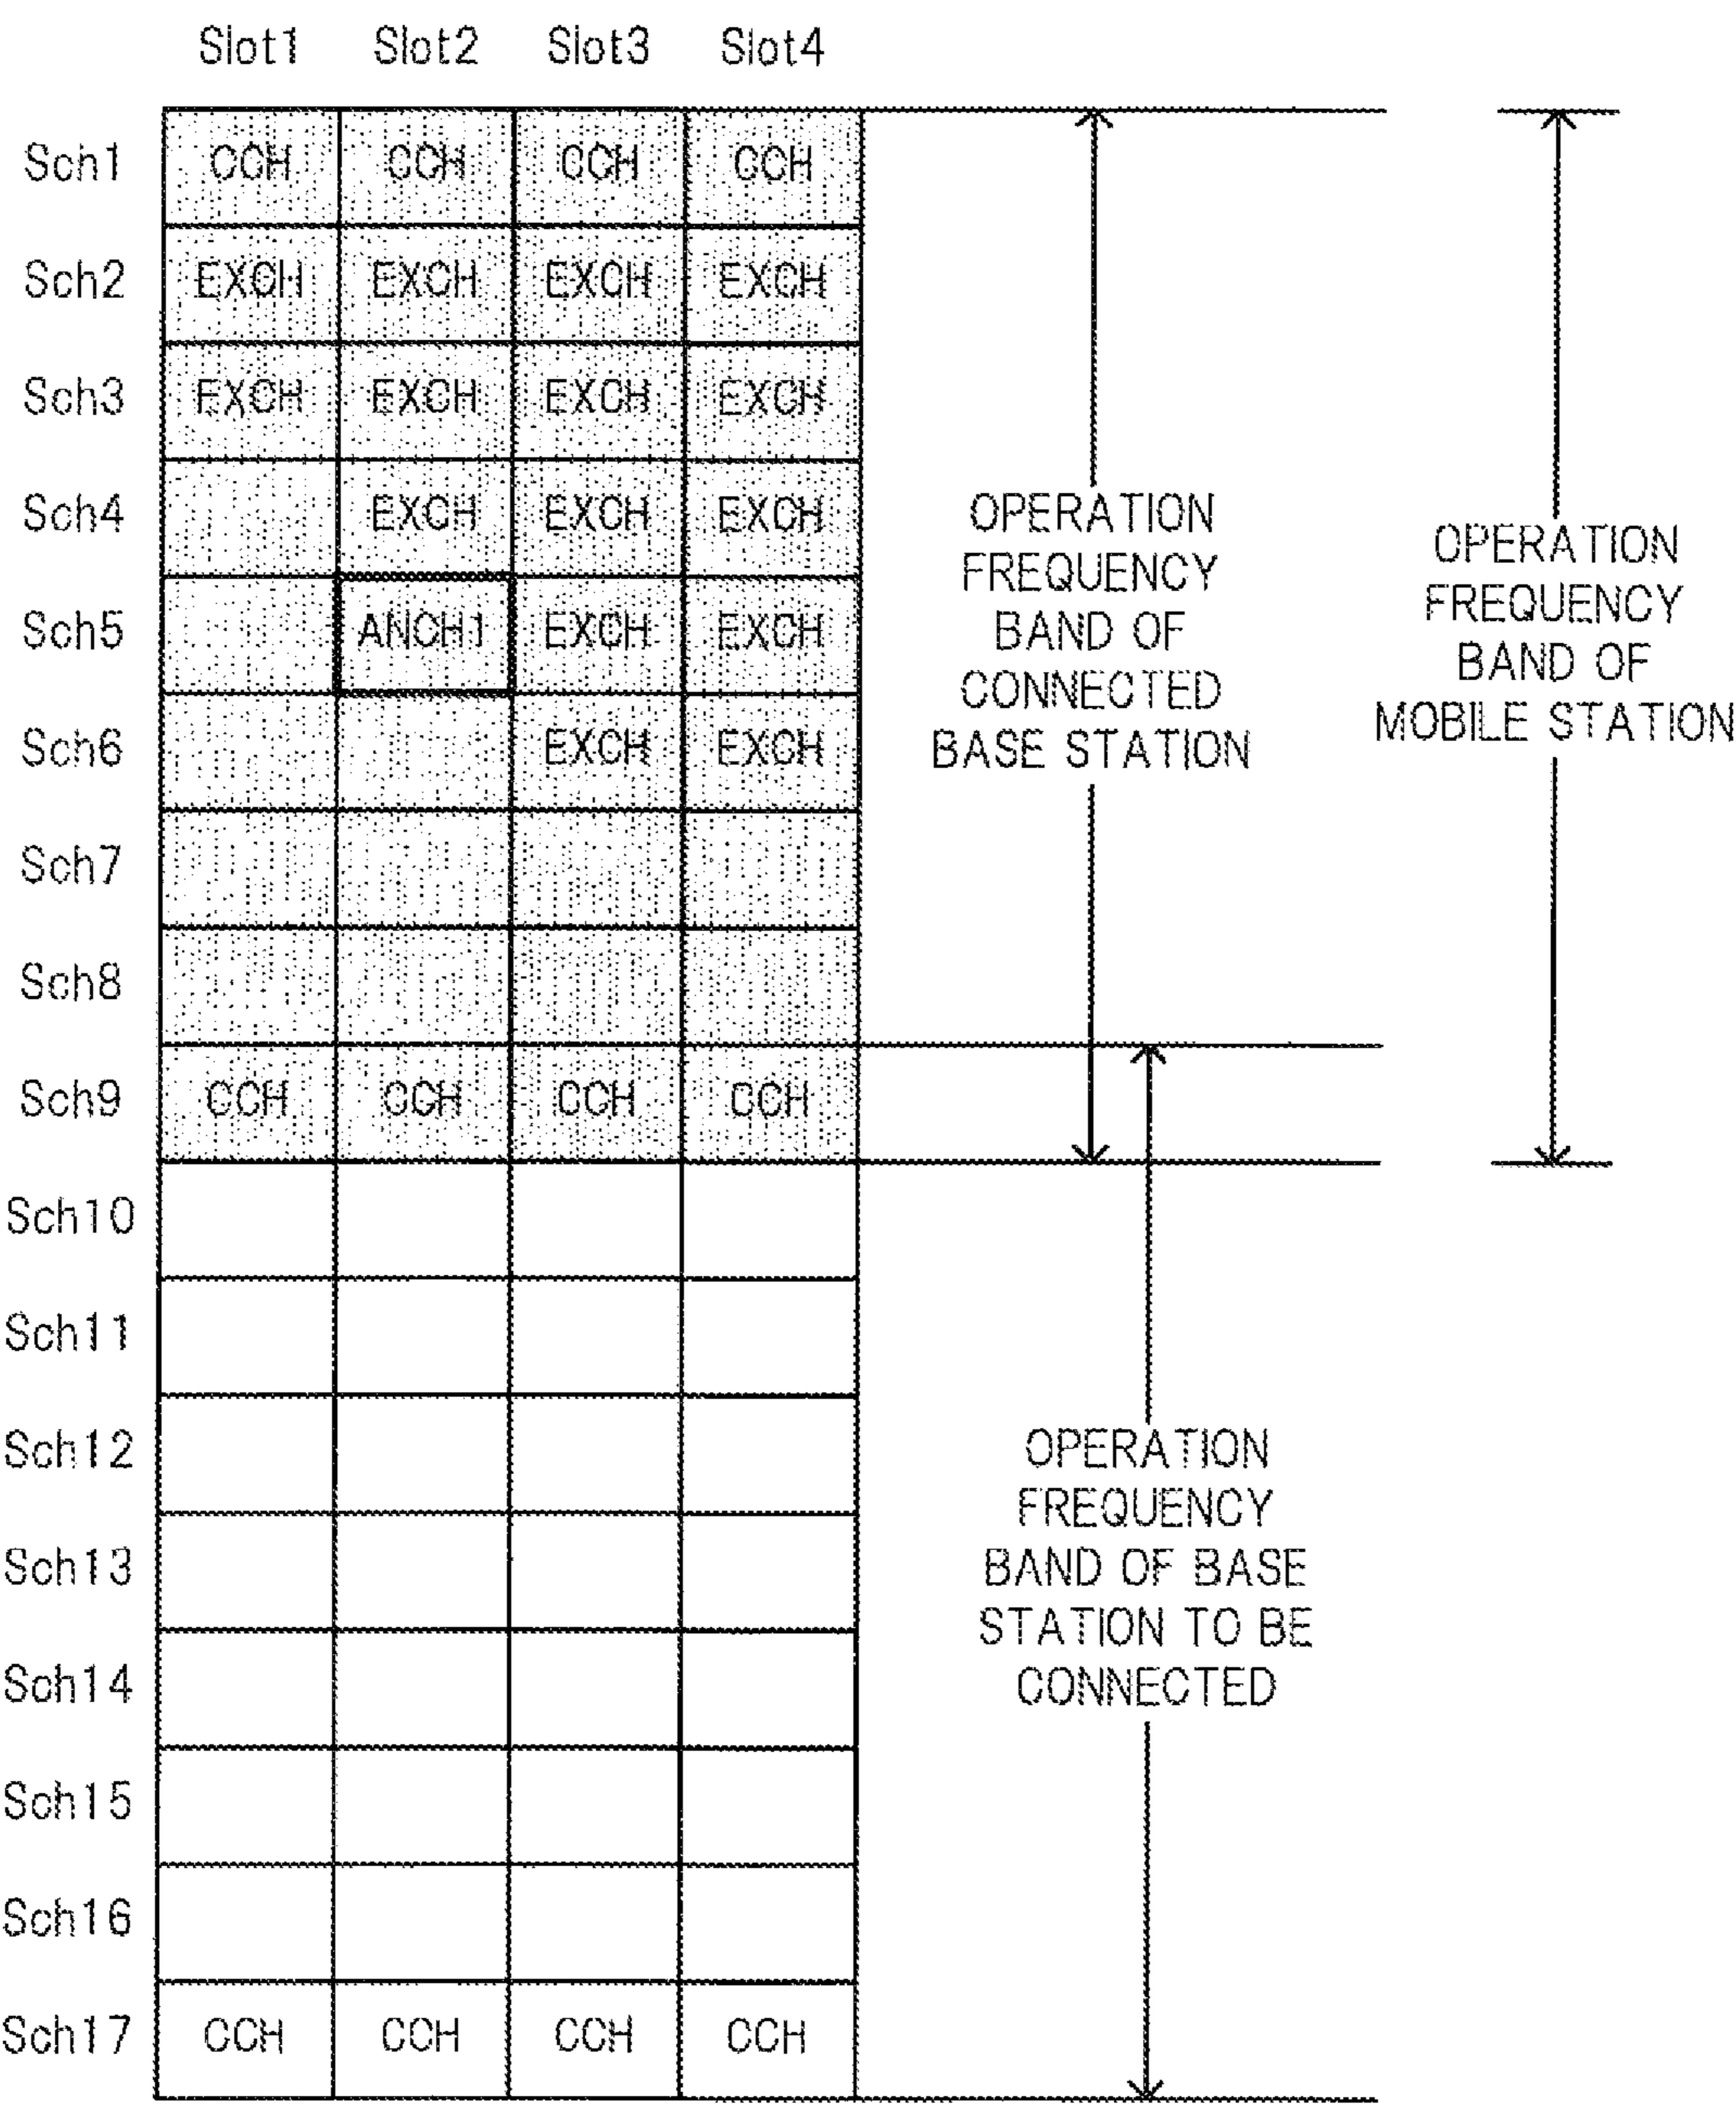 Slot1 Slot2 Slot3 Slot4
Sch1 CCH CCH CCH CCH
Sch2 EXCH EXCH EXCH EXCH
Sch3 EXCH EXCH EXCH EXCH
Sch4 EXCH EXCH EXCH
Sch5 ANCH1 EXCH EXCH
Sch6 EXCH EXCH
Sch7
Sch8
Sch9 CCH CCH CCH CCH
Sch10
Sch11
Sch12
Sch13
Sch14
Sch15
Sch16
Sch17 CCH CCH CCH CCH
OPERATION
FREQUENCY
BAND OF
CONNECTED
BASE STATION
OPERATION
FREQUENCY
BAND OF
MOBILE STATION
OPERATION
FREQUENCY
BAND OF BASE
STATION TO BE
CONNECTED